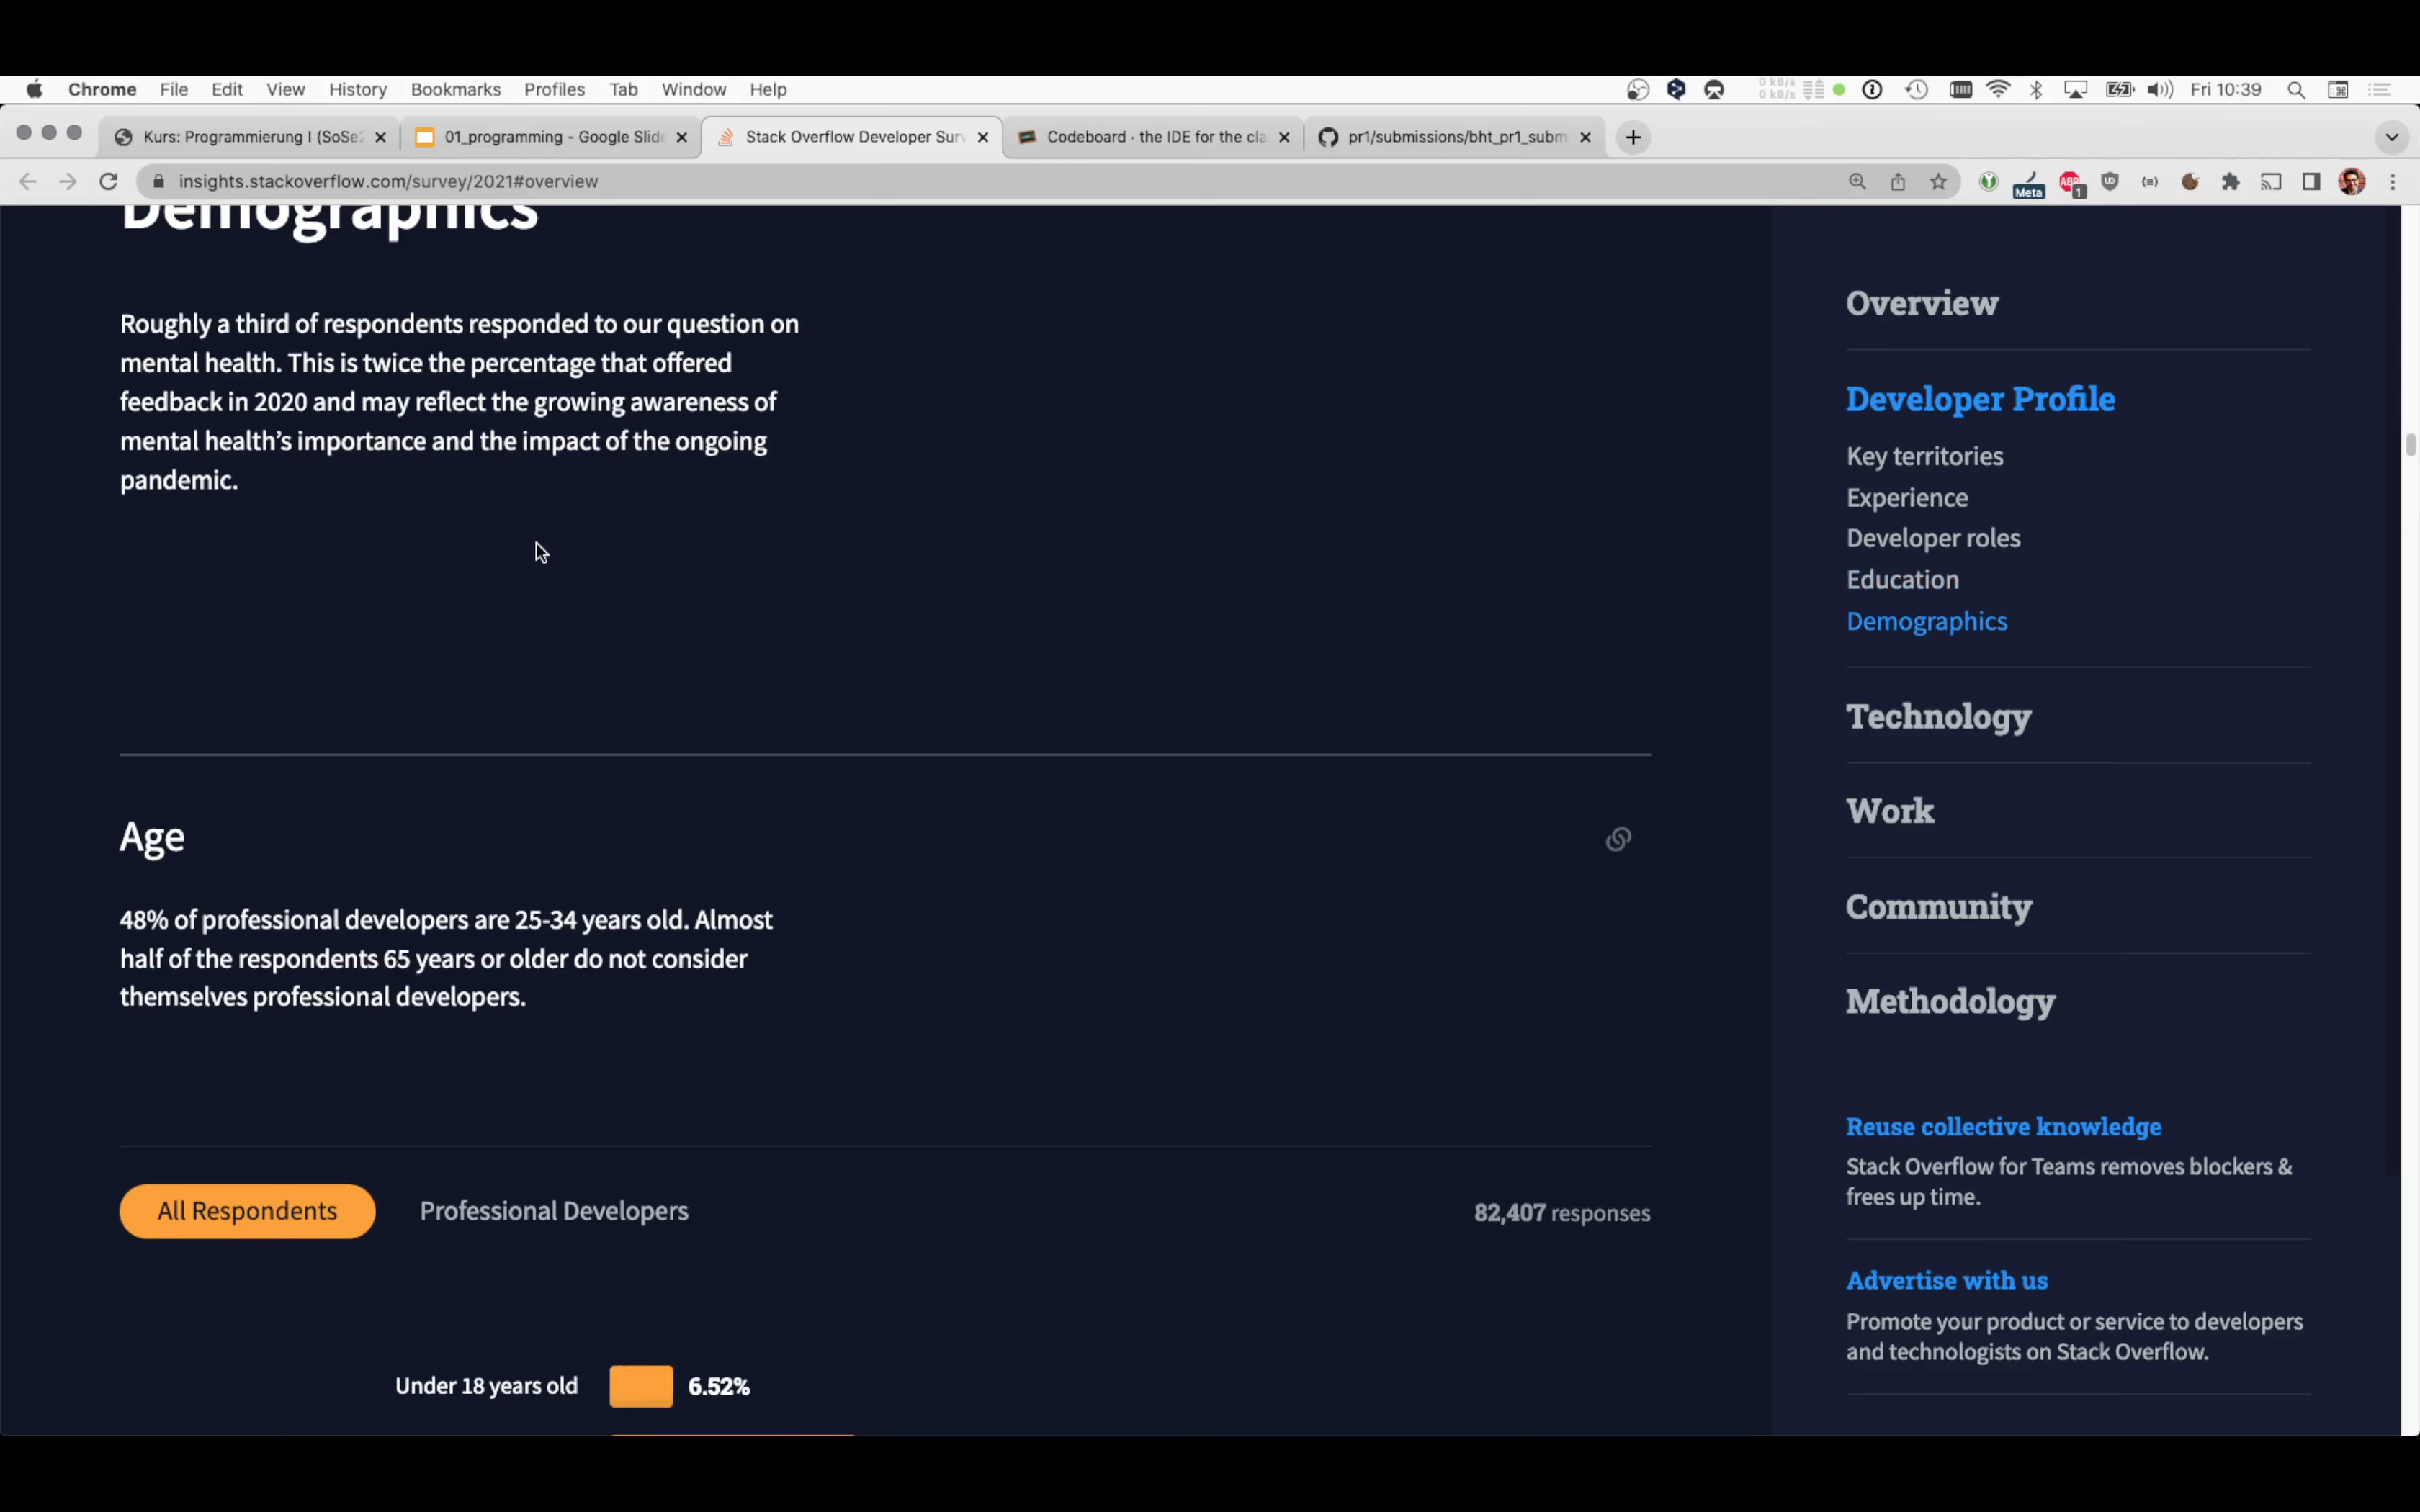 Chrome File Edit View History Bookmarks Profiles Tab Window Help
0 kB/s
0 kB/s
Fri 10:39
Kurs: Programmierung I (SoSe2
01_programming - Google Slide
Stack Overflow Developer Surv
Codeboard · the IDE for the cla
pr1/submissions/bht_pr1_subm
insights.stackoverflow.com/survey/2021#overview
Meta
ABP
1
Demographics
Roughly a third of respondents responded to our question on
mental health. This is twice the percentage that offered
feedback in 2020 and may reflect the growing awareness of
mental health’s importance and the impact of the ongoing
pandemic.
Age
48% of professional developers are 25-34 years old. Almost
half of the respondents 65 years or older do not consider
themselves professional developers.
All Respondents
Professional Developers
82,407 responses
Under 18 years old
6.52%
Overview
Developer Profile
Key territories
Experience
Developer roles
Education
Demographics
Technology
Work
Community
Methodology
Reuse collective knowledge
Stack Overflow for Teams removes blockers &
frees up time.
Advertise with us
Promote your product or service to developers
and technologists on Stack Overflow.